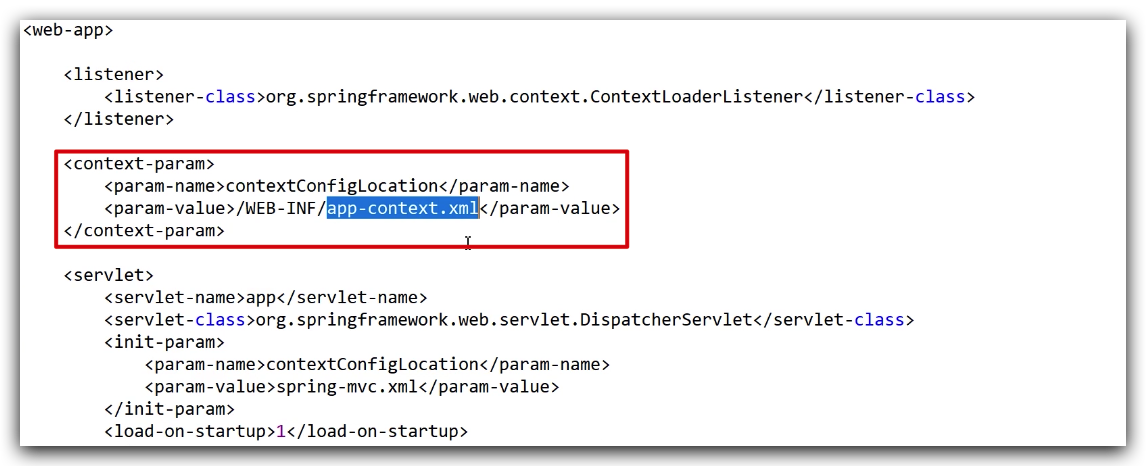 <web-app>
<listener>
<listener-class>org.springframework.web.context.ContextLoaderListener</listener-class>
</listener>
<context-param>
<param-name>contextConfigLocation</param-name>
<param-value>/WEB-INF/app-context.xml</param-value>
</context-param>
<servlet>
<servlet-name>app</servlet-name>
<servlet-class>org.springframework.web.servlet.DispatcherServlet</servlet-class>
<init-param>
<param-name>contextConfigLocation</param-name>
<param-value>spring-mvc.xml</param-value>
</init-param>
<load-on-startup>1</load-on-startup>